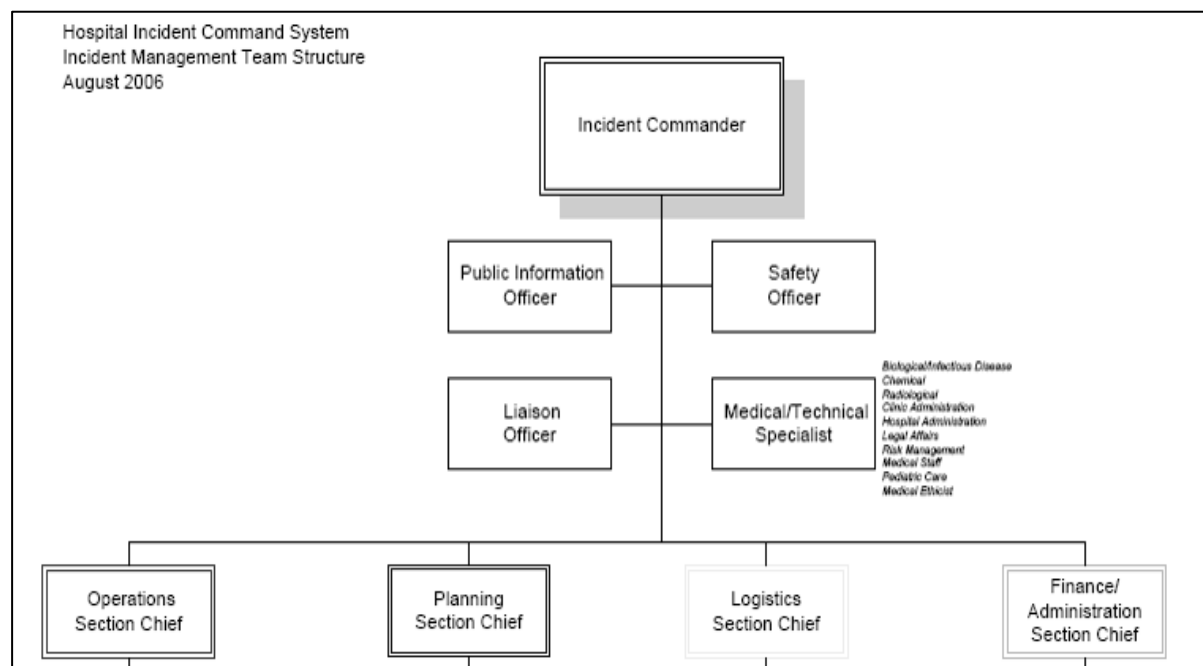 Hospital Incident Command System
Incident Management Team Structure
August 2006
Incident Commander
Public Information
Officer
Safety
Officer
Liaison
Officer
Medical/Technical
Specialist
Biological/Infectious Disease
Chemical
Radiological
Clinic Administration
Hospital Administration
Legal Affairs
Risk Management
Medical Staff
Pediatric Care
Medical Ethicist
Operations
Section Chief
Planning
Section Chief
Logistics
Section Chief
Finance/
Administration
Section Chief